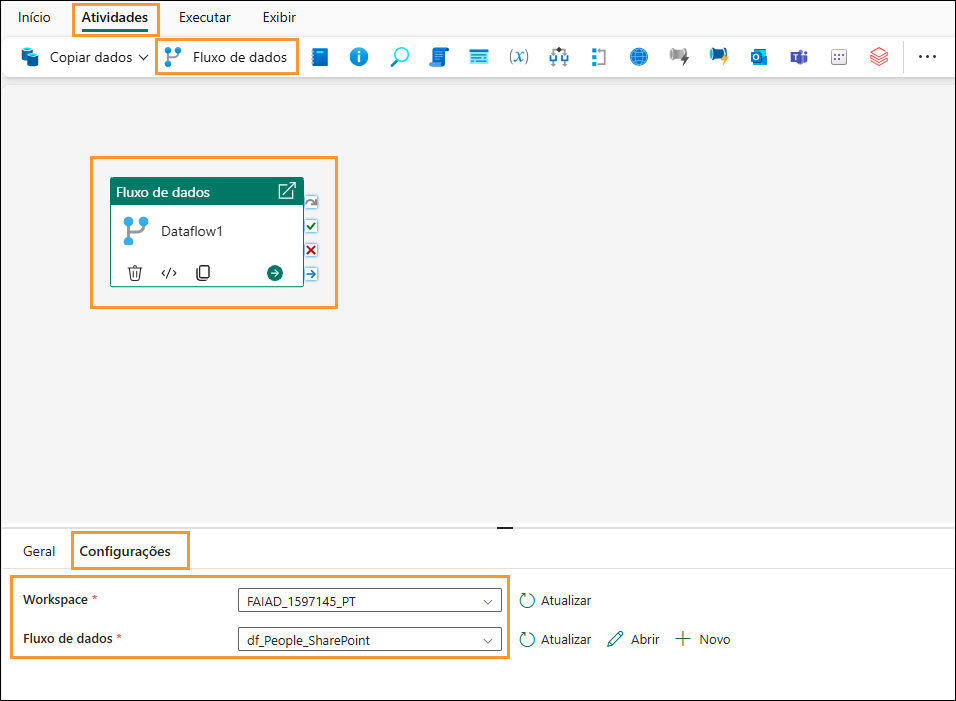 Início Atividades Executar Exibir
Copiar dados Fluxo de dados (x)
Fluxo de dados
Dataflow1
Geral Configurações
Workspace * FAIAD_1597145_PT Atualizar
Fluxo de dados * df_People_SharePoint Atualizar Abrir Novo